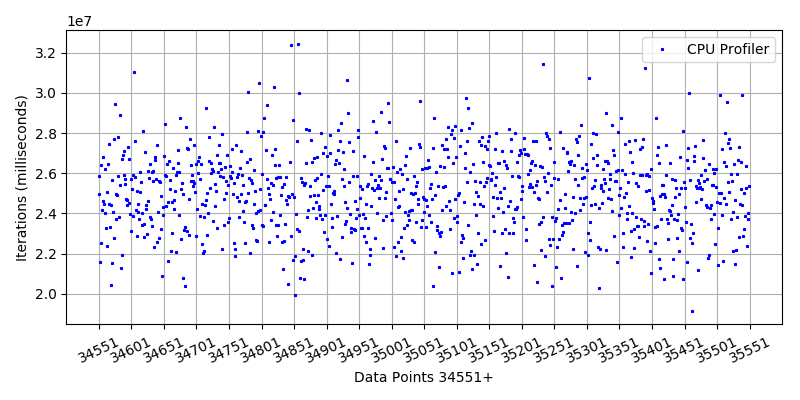 1e7
CPU Profiler
3.2
3.0
2.8
2.6
2.4
2.2
2.0
Iterations (milliseconds)
34551 34601 34651 34701 34751 34801 34851 34901 34951 35001 35051 35101 35151 35201 35251 35301 35351 35401 35451 35501 35551
Data Points 34551+